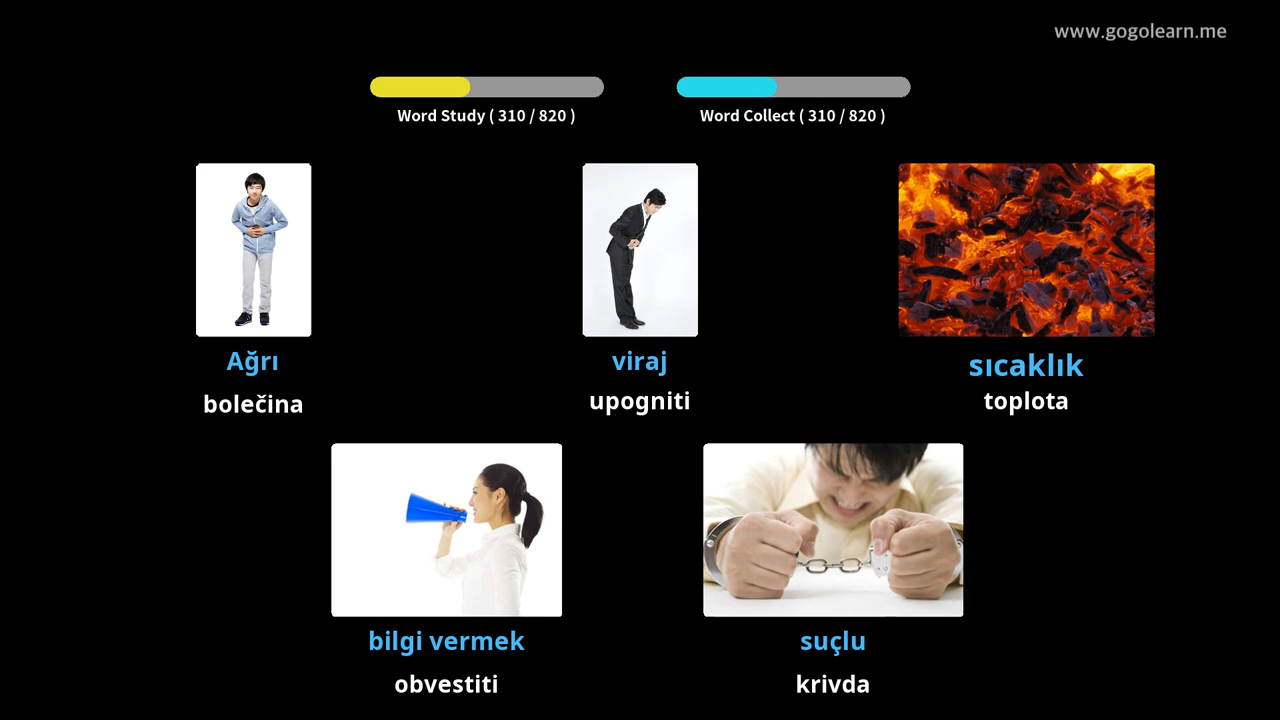 www.gogolearn.me
Word Study ( 310 / 820 )
Word Collect ( 310 / 820 )
Ağrı
bolečina
viraj
upogniti
sıcaklık
toplota
bilgi vermek
obvestiti
suçlu
krivda